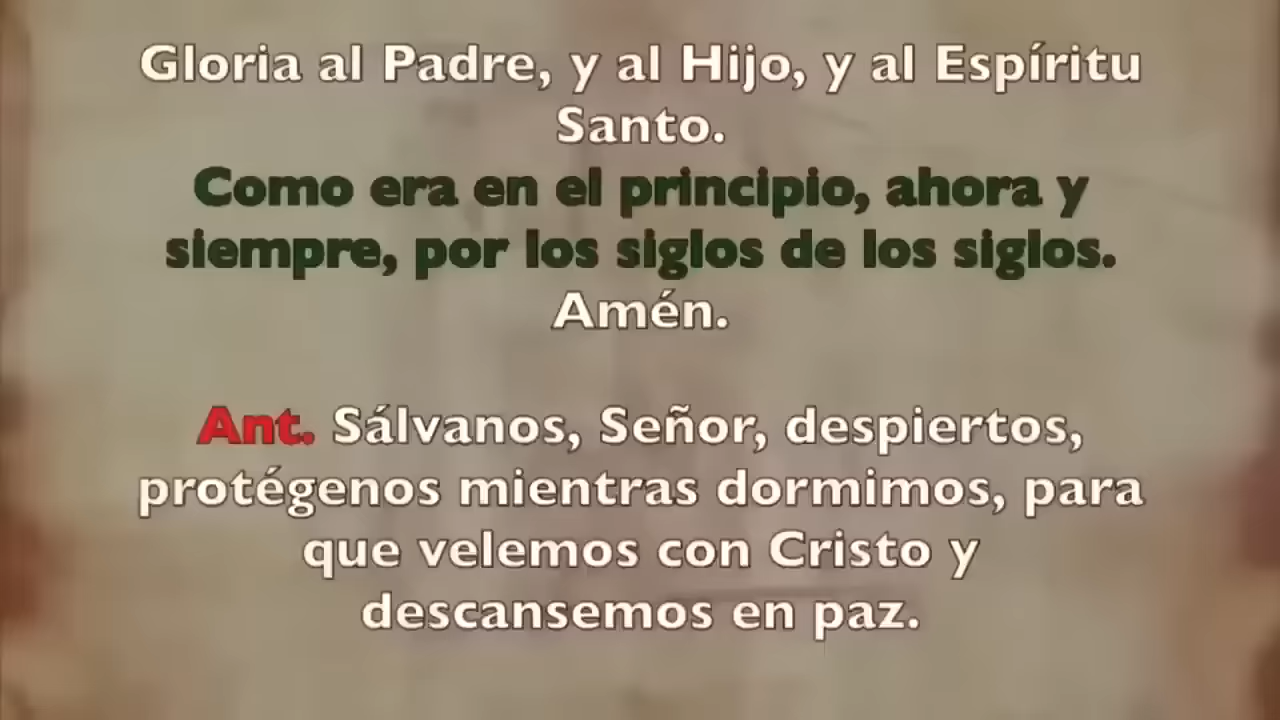 Gloria al Padre, y al Hijo, y al Espíritu
Santo.
Como era en el principio, ahora y
siempre, por los siglos de los siglos.
Amén.
Ant. Sálvanos, Señor, despiertos,
protégenos mientras dormimos, para
que velemos con Cristo y
descansemos en paz.